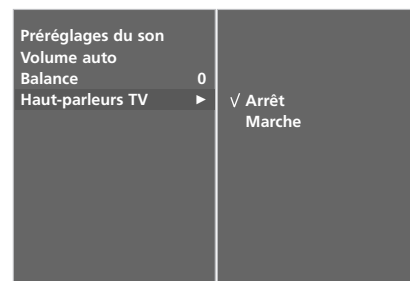 Préréglages du son
Volume auto
Balance 0
Haut-parleurs TV ►
√ Arrêt
Marche